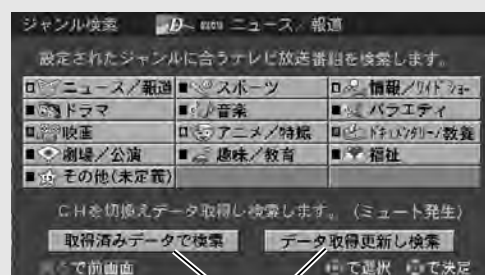 ジャンル検索 ニュース／報道
設定されたジャンルに合うテレビ放送番組を検索します。
ニュース／報道 スポーツ 情報／ワイドショー
ドラマ 音楽 バラエティ
映画 アニメ／特撮 ドキュメンタリー／教養
劇場／公演 趣味／教育 福祉
その他(未定義)
CHを切換えデータ取得し検索します。 (ミュート発生)
取得済みデータで検索 データ取得更新し検索
で前画面 で選択 で決定